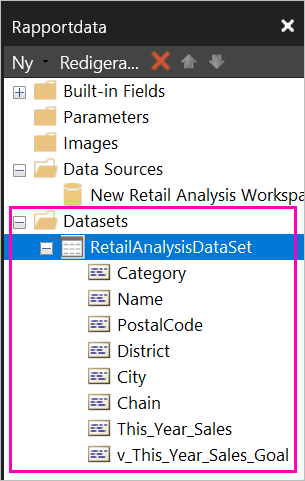 Rapportdata
Ny Redigera...
Built-in Fields
Parameters
Images
Data Sources
New Retail Analysis Workspa
Datasets
RetailAnalysisDataSet
Category
Name
PostalCode
District
City
Chain
This_Year_Sales
v_This_Year_Sales_Goal